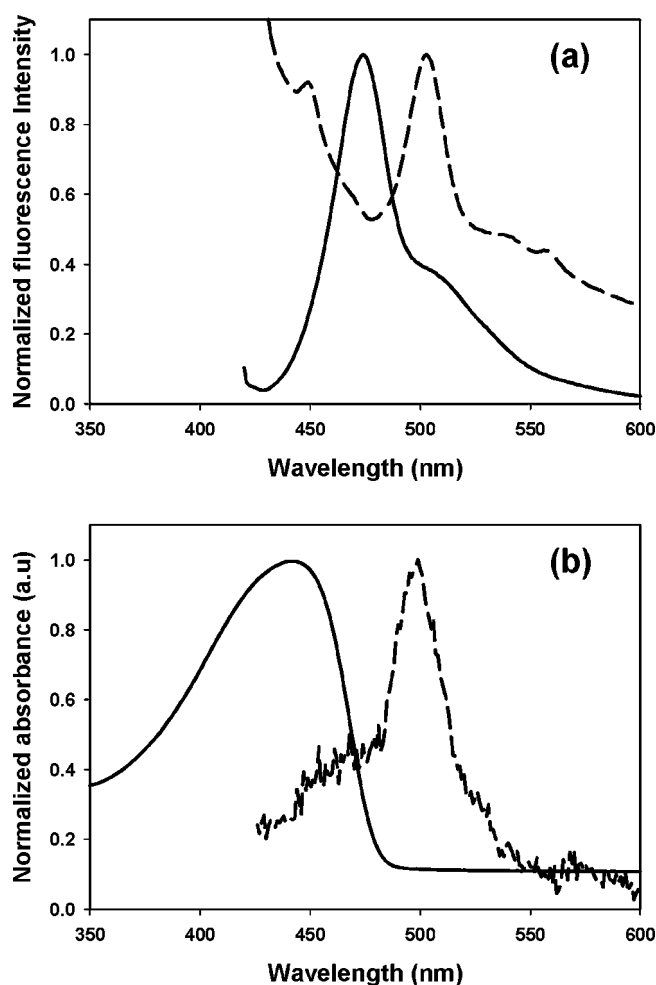 (a)
Normalized fluorescence Intensity
1.0
0.8
0.6
0.4
0.2
0.0
350 400 450 500 550 600
Wavelength (nm)
(b)
Normalized absorbance (a.u)
1.0
0.8
0.6
0.4
0.2
0.0
350 400 450 500 550 600
Wavelength (nm)